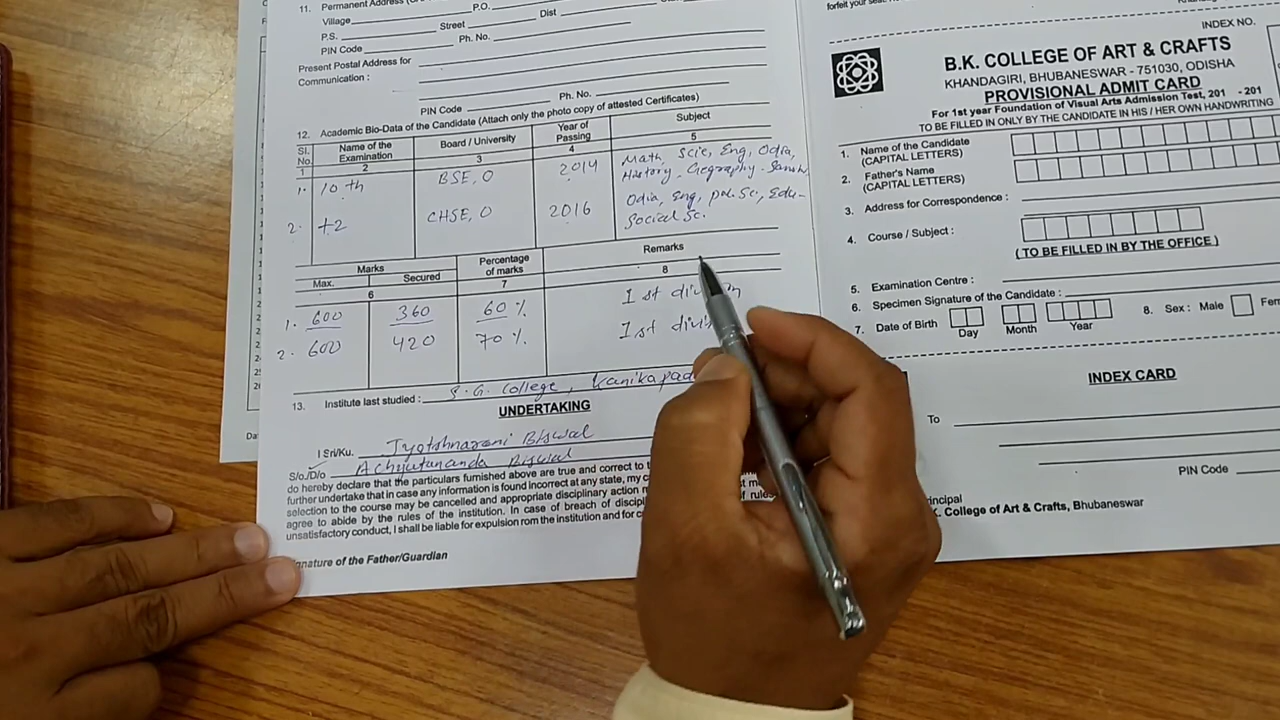 11. Permanent Address
Village P.O.
P.S. Street Dist
PIN Code Ph. No.
Present Postal Address for
Communication :
PIN Code Ph. No.
12. Academic Bio-Data of the Candidate (Attach only the photo copy of attested Certificates)
Sl. No. Name of the Examination Board / University Year of Passing Subject
1 2 3 4 5
1. 10 th BSE, O 2014 Math, Scie, Eng, Odia,
History, Geography
2. +2 CHSE, O 2016 Odia, Eng, pol. Sc, Edu-
Social Sc.
Marks Percentage of marks Remarks
Max. Secured
6 7 8
1. 600 360 60 % 1 st
2. 600 420 70 % 1st
13. Institute last studied : S.G. College, Kanikapada
UNDERTAKING
I Sri/Ku. Jyotshnarani Biswal
S/o./D/o Achyutananda Biswal
do hereby declare that the particulars furnished above are true and correct to
further undertake that in case any information is found incorrect at any state, my
selection to the course may be cancelled and appropriate disciplinary action
agree to abide by the rules of the institution. In case of breach of of rules
unsatisfactory conduct, I shall be liable for expulsion rom the institution and for
Signature of the Father/Guardian
forfeit your
INDEX NO.
B.K. COLLEGE OF ART & CRAFTS
KHANDAGIRI, BHUBANESWAR - 751030, ODISHA
PROVISIONAL ADMIT CARD
For 1st year Foundation of Visual Arts Admission Test, 201 - 201
TO BE FILLED IN ONLY BY THE CANDIDATE IN HIS / HER OWN HANDWRITING
1. Name of the Candidate
(CAPITAL LETTERS)
2. Father's Name
(CAPITAL LETTERS)
3. Address for Correspondence :
4. Course / Subject :
( TO BE FILLED IN BY THE OFFICE )
5. Examination Centre :
6. Specimen Signature of the Candidate :
7. Date of Birth 8. Sex : Male Fem
Day Month Year
INDEX CARD
To
PIN Code
K. College of Art & Crafts, Bhubaneswar